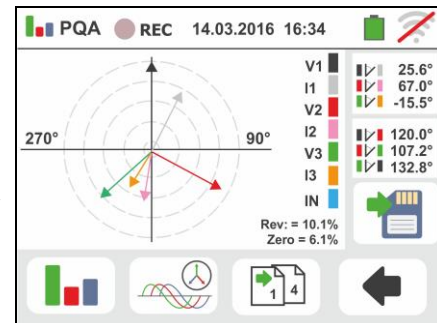 PQA REC 14.03.2016 16:34
V1
I1
V2
I2
V3
I3
IN
270° 90°
Rev: = 10.1%
Zero = 6.1%
25.6°
67.0°
-15.5°
120.0°
107.2°
132.8°
1 4